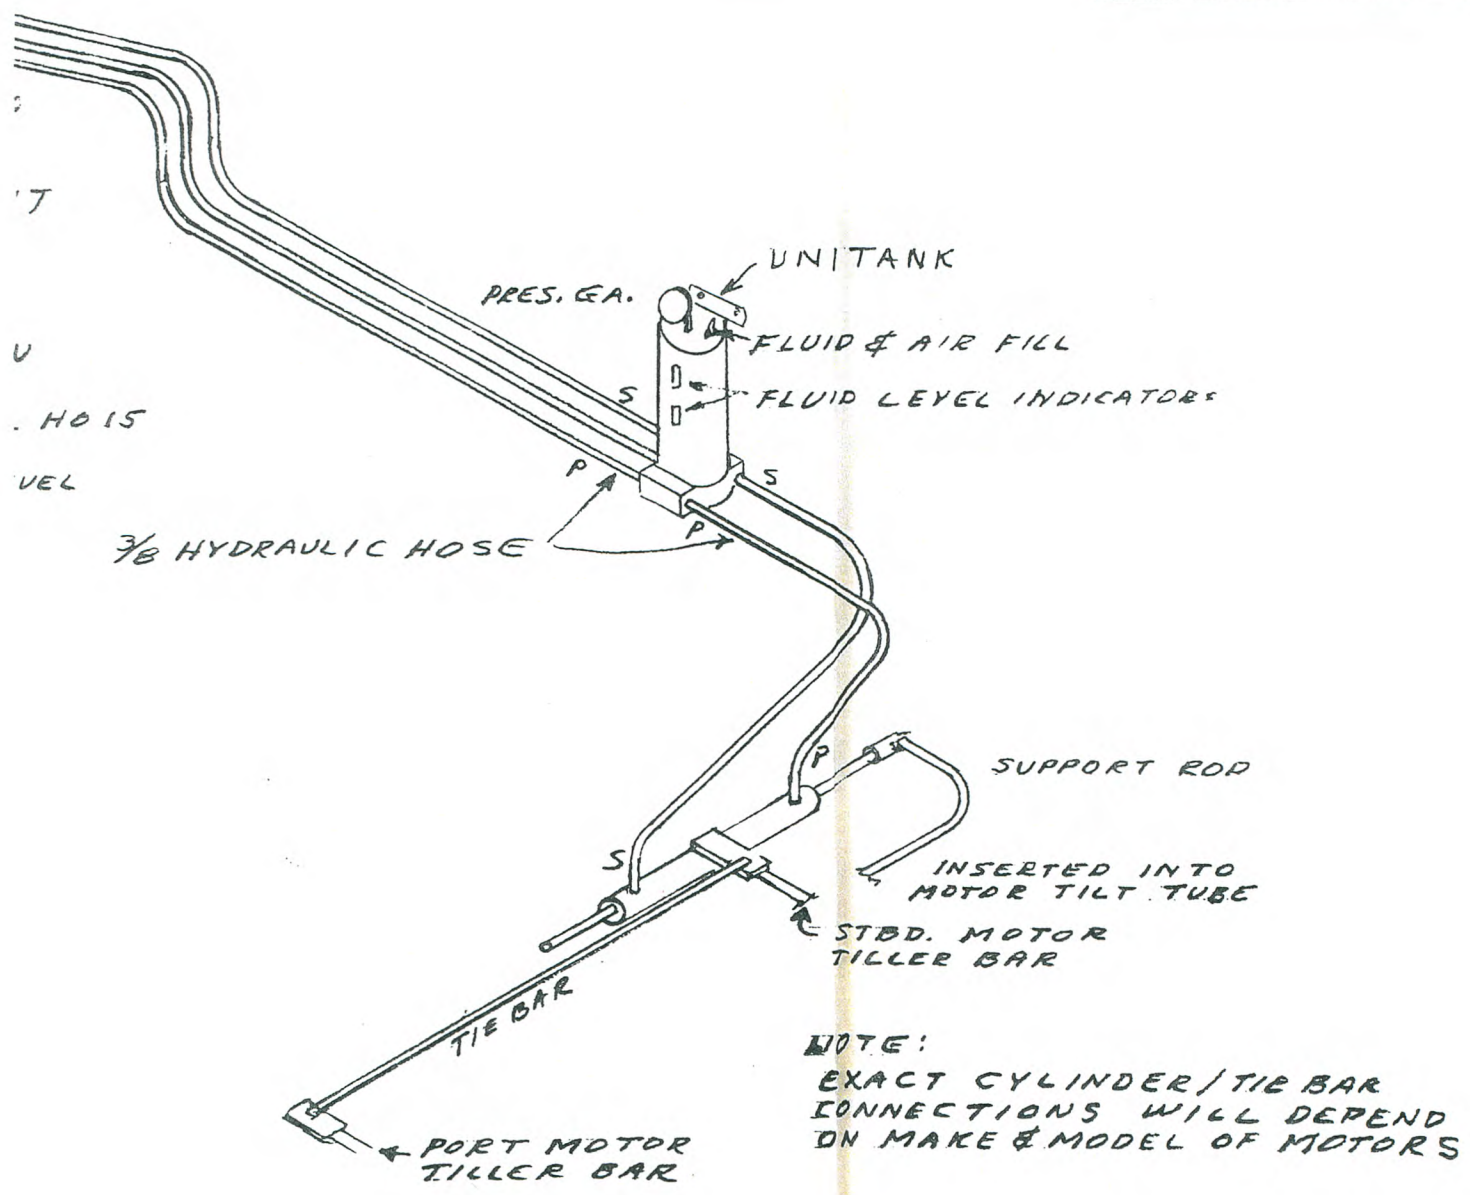 'T
UNITANK
PRES. GA.
FLUID & AIR FILL
U
FLUID LEVEL INDICATORS
S
. HOIS
P
S
VEL
P
3/8 HYDRAULIC HOSE
P
SUPPORT ROD
S
INSERTED INTO
MOTOR TILT TUBE
STBD. MOTOR
TILLER BAR
TIE BAR
NOTE:
EXACT CYLINDER/TIE BAR
CONNECTIONS WILL DEPEND
ON MAKE & MODEL OF MOTORS
PORT MOTOR
TILLER BAR